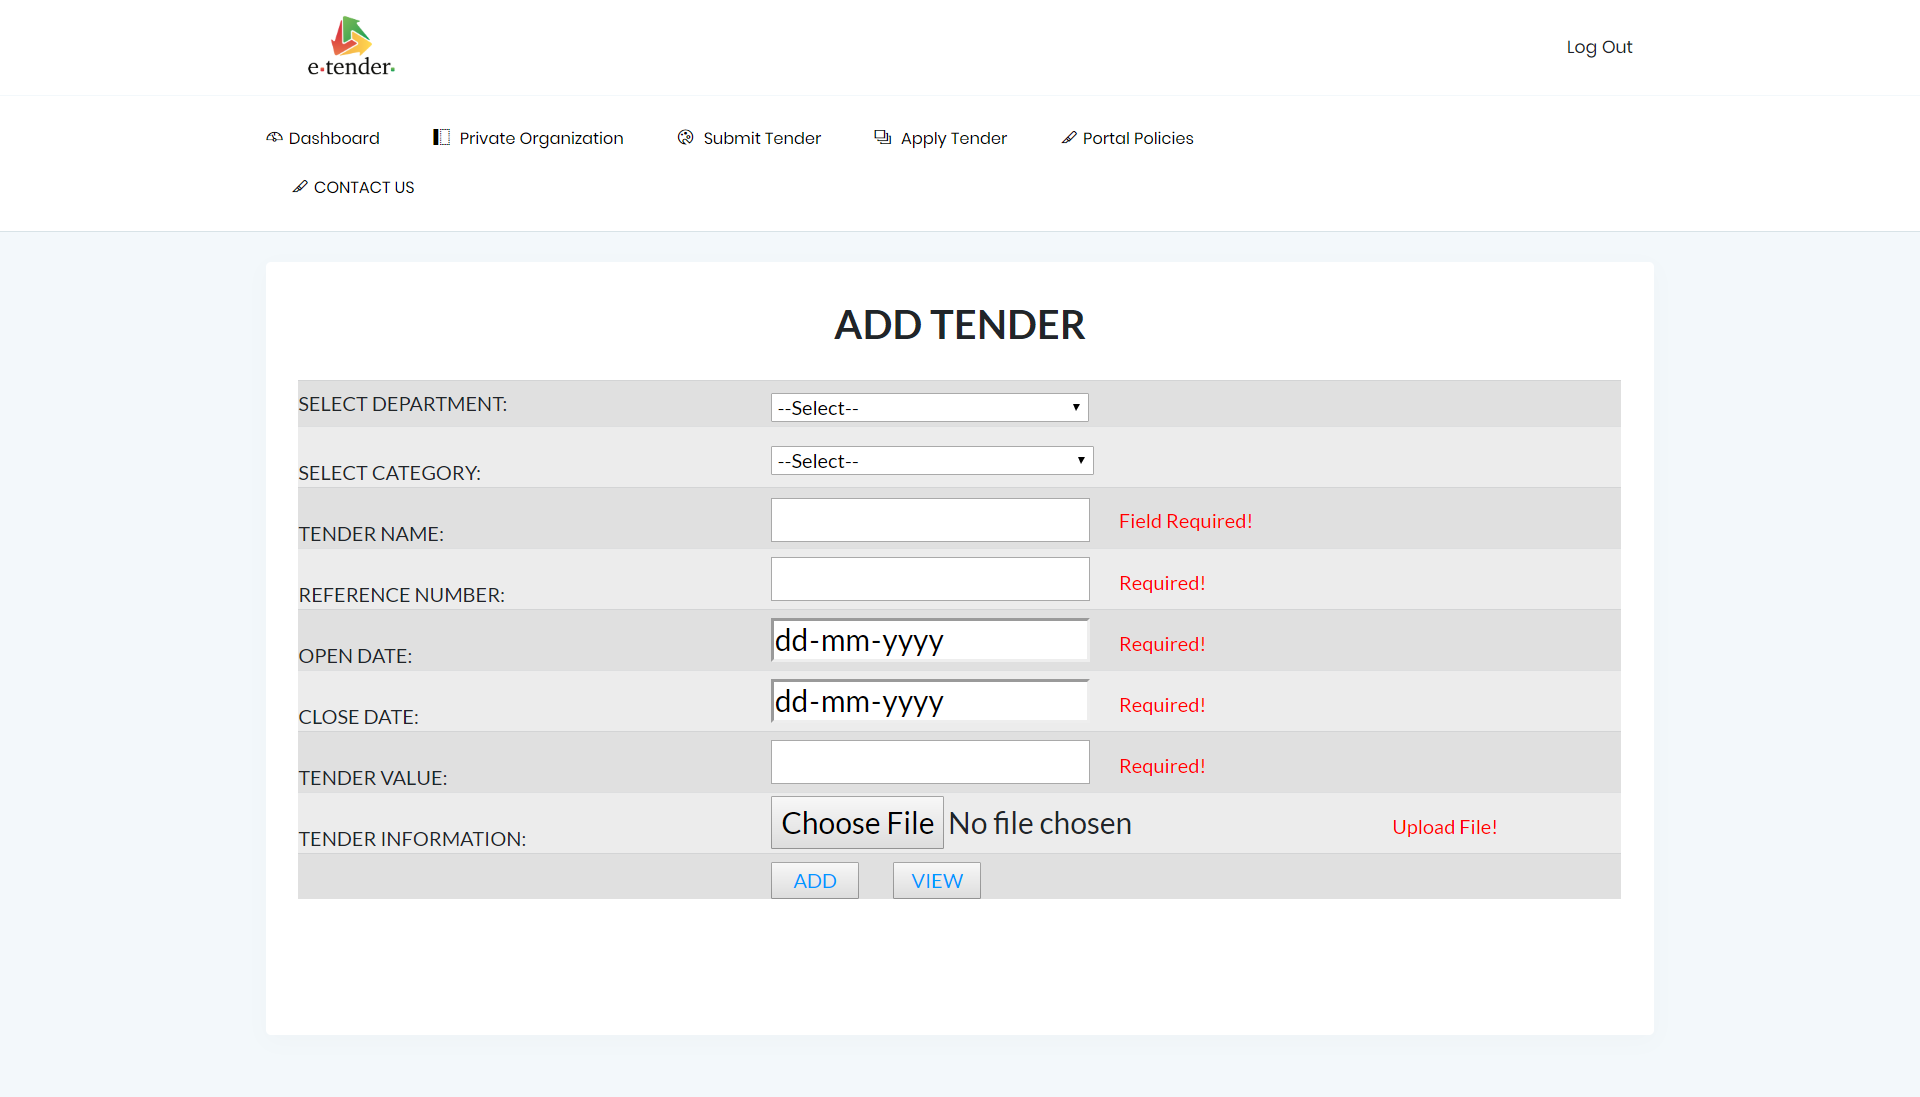 e·tender·
Log Out
Dashboard Private Organization Submit Tender Apply Tender Portal Policies
CONTACT US
ADD TENDER
SELECT DEPARTMENT: --Select--
SELECT CATEGORY: --Select--
TENDER NAME: Field Required!
REFERENCE NUMBER: Required!
OPEN DATE: dd-mm-yyyy Required!
CLOSE DATE: dd-mm-yyyy Required!
TENDER VALUE: Required!
TENDER INFORMATION: Choose File No file chosen Upload File!
ADD VIEW